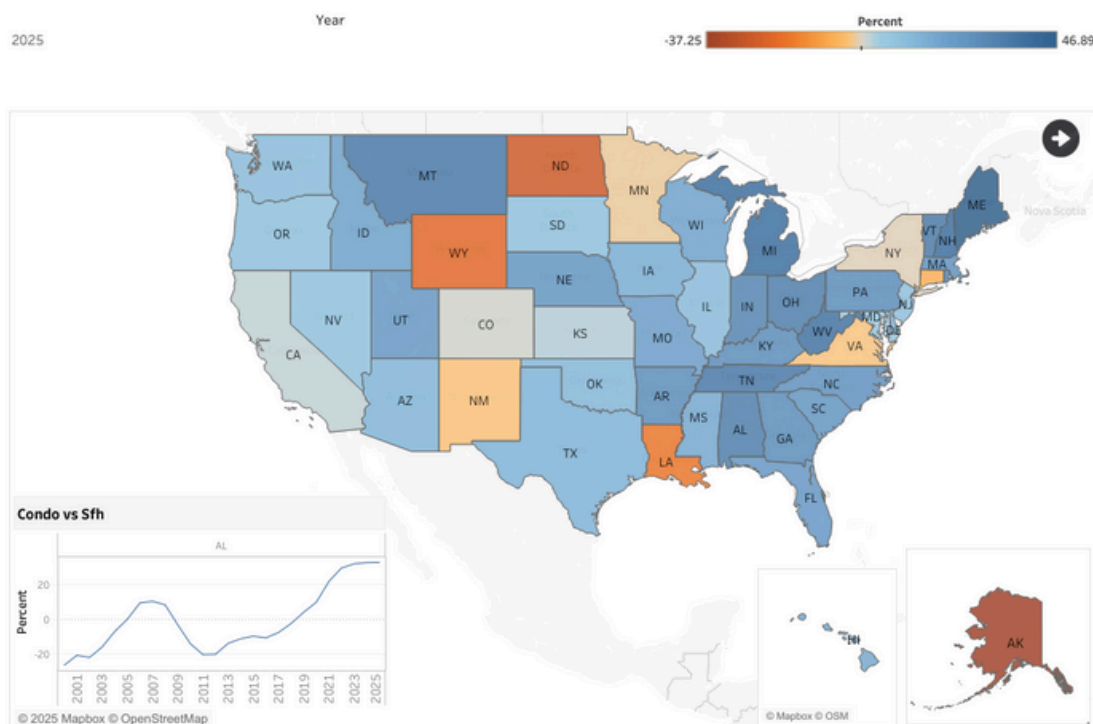 Year
2025
Percent
-37.25
46.89
WA
MT
ND
MN
ME
Nova Scotia
OR
ID
WY
SD
WI
MI
VT
NH
NY
MA
NE
IA
PA
NJ
NV
UT
CO
KS
IL
IN
OH
MD
DE
CA
MO
KY
WV
VA
AZ
NM
OK
AR
TN
NC
TX
LA
MS
AL
GA
SC
FL
HI
AK
Condo vs Sfh
AL
Percent
20
0
-20
2001
2003
2005
2007
2009
2011
2013
2015
2017
2019
2021
2023
2025
© 2025 Mapbox © OpenStreetMap
© Mapbox © OSM